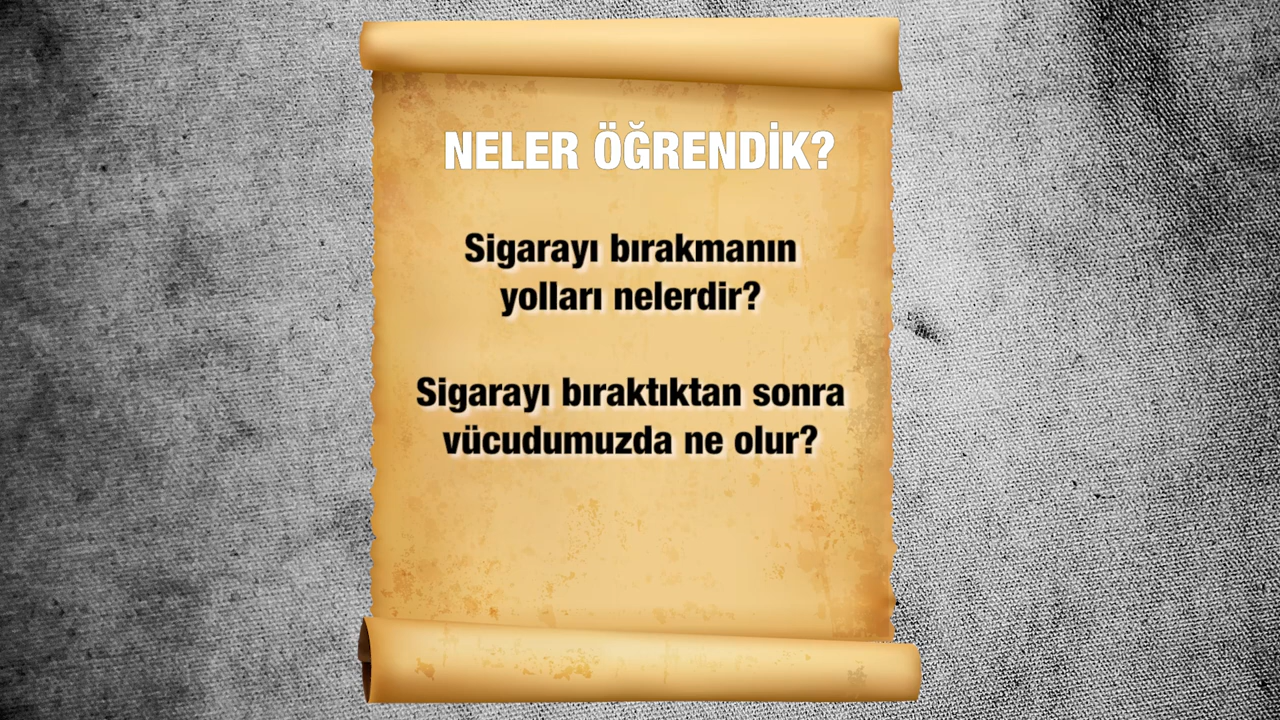 NELER ÖĞRENDİK?
Sigarayı bırakmanın
yolları nelerdir?
Sigarayı bıraktıktan sonra
vücudumuzda ne olur?